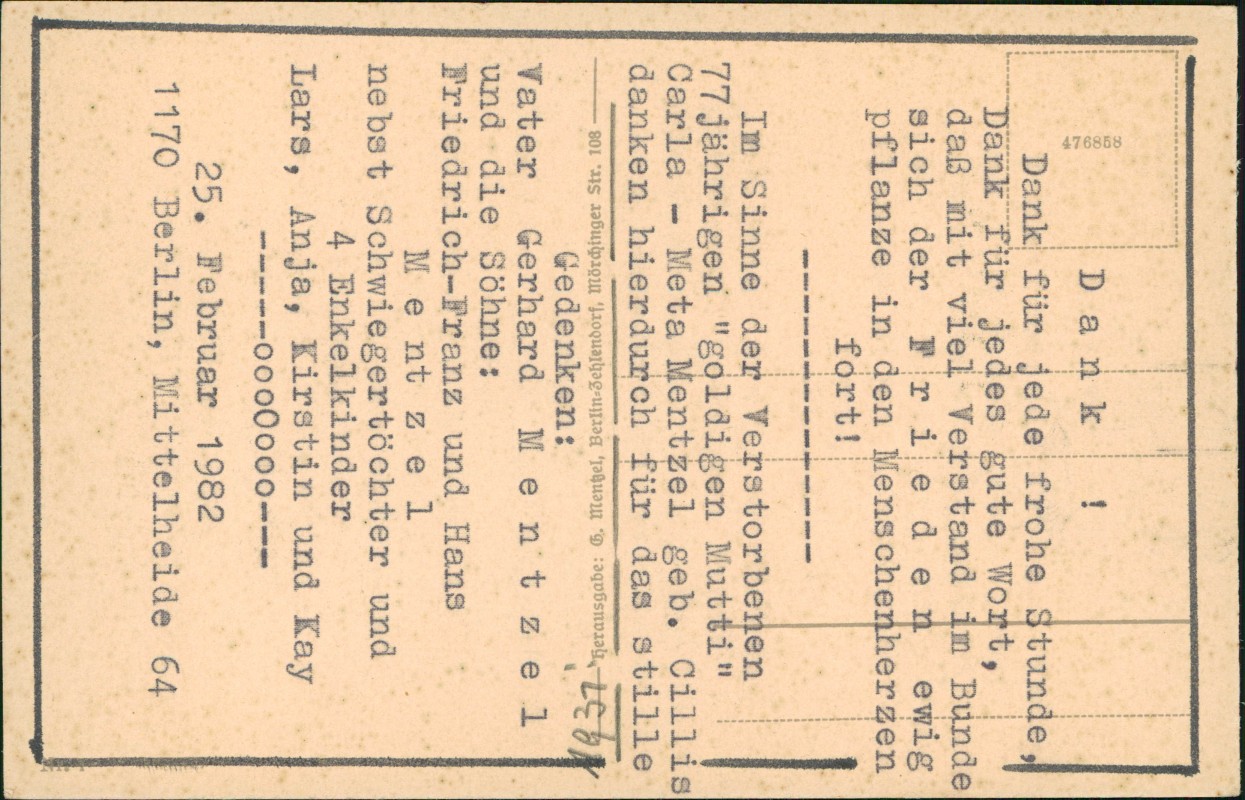 476858
D a n k !
Dank für jede frohe Stunde,
Dank für jedes gute Wort,
daß mit viel Verstand im Bunde
sich der F r i e d e n ewig
pflanze in den Menschenherzen
fort!
---------------
Im Sinne der Verstorbenen
77jährigen "goldigen Mutti"
Carla - Meta Mentzel geb. Cillis
danken hierdurch für das stille
Herausgabe: G. Mentzel, Berlin-Zehlendorf, Mörchinger Str. 108
1937
Gedenken:
Vater Gerhard M e n t z e l
und die Söhne:
Friedrich-Franz und Hans
M e n t z e l
nebst Schwiegertöchter und
4 Enkelkinder
Lars, Anja, Kirstin und Kay
-----ooo0ooo---
25. Februar 1982
1170 Berlin, Mittelheide 64